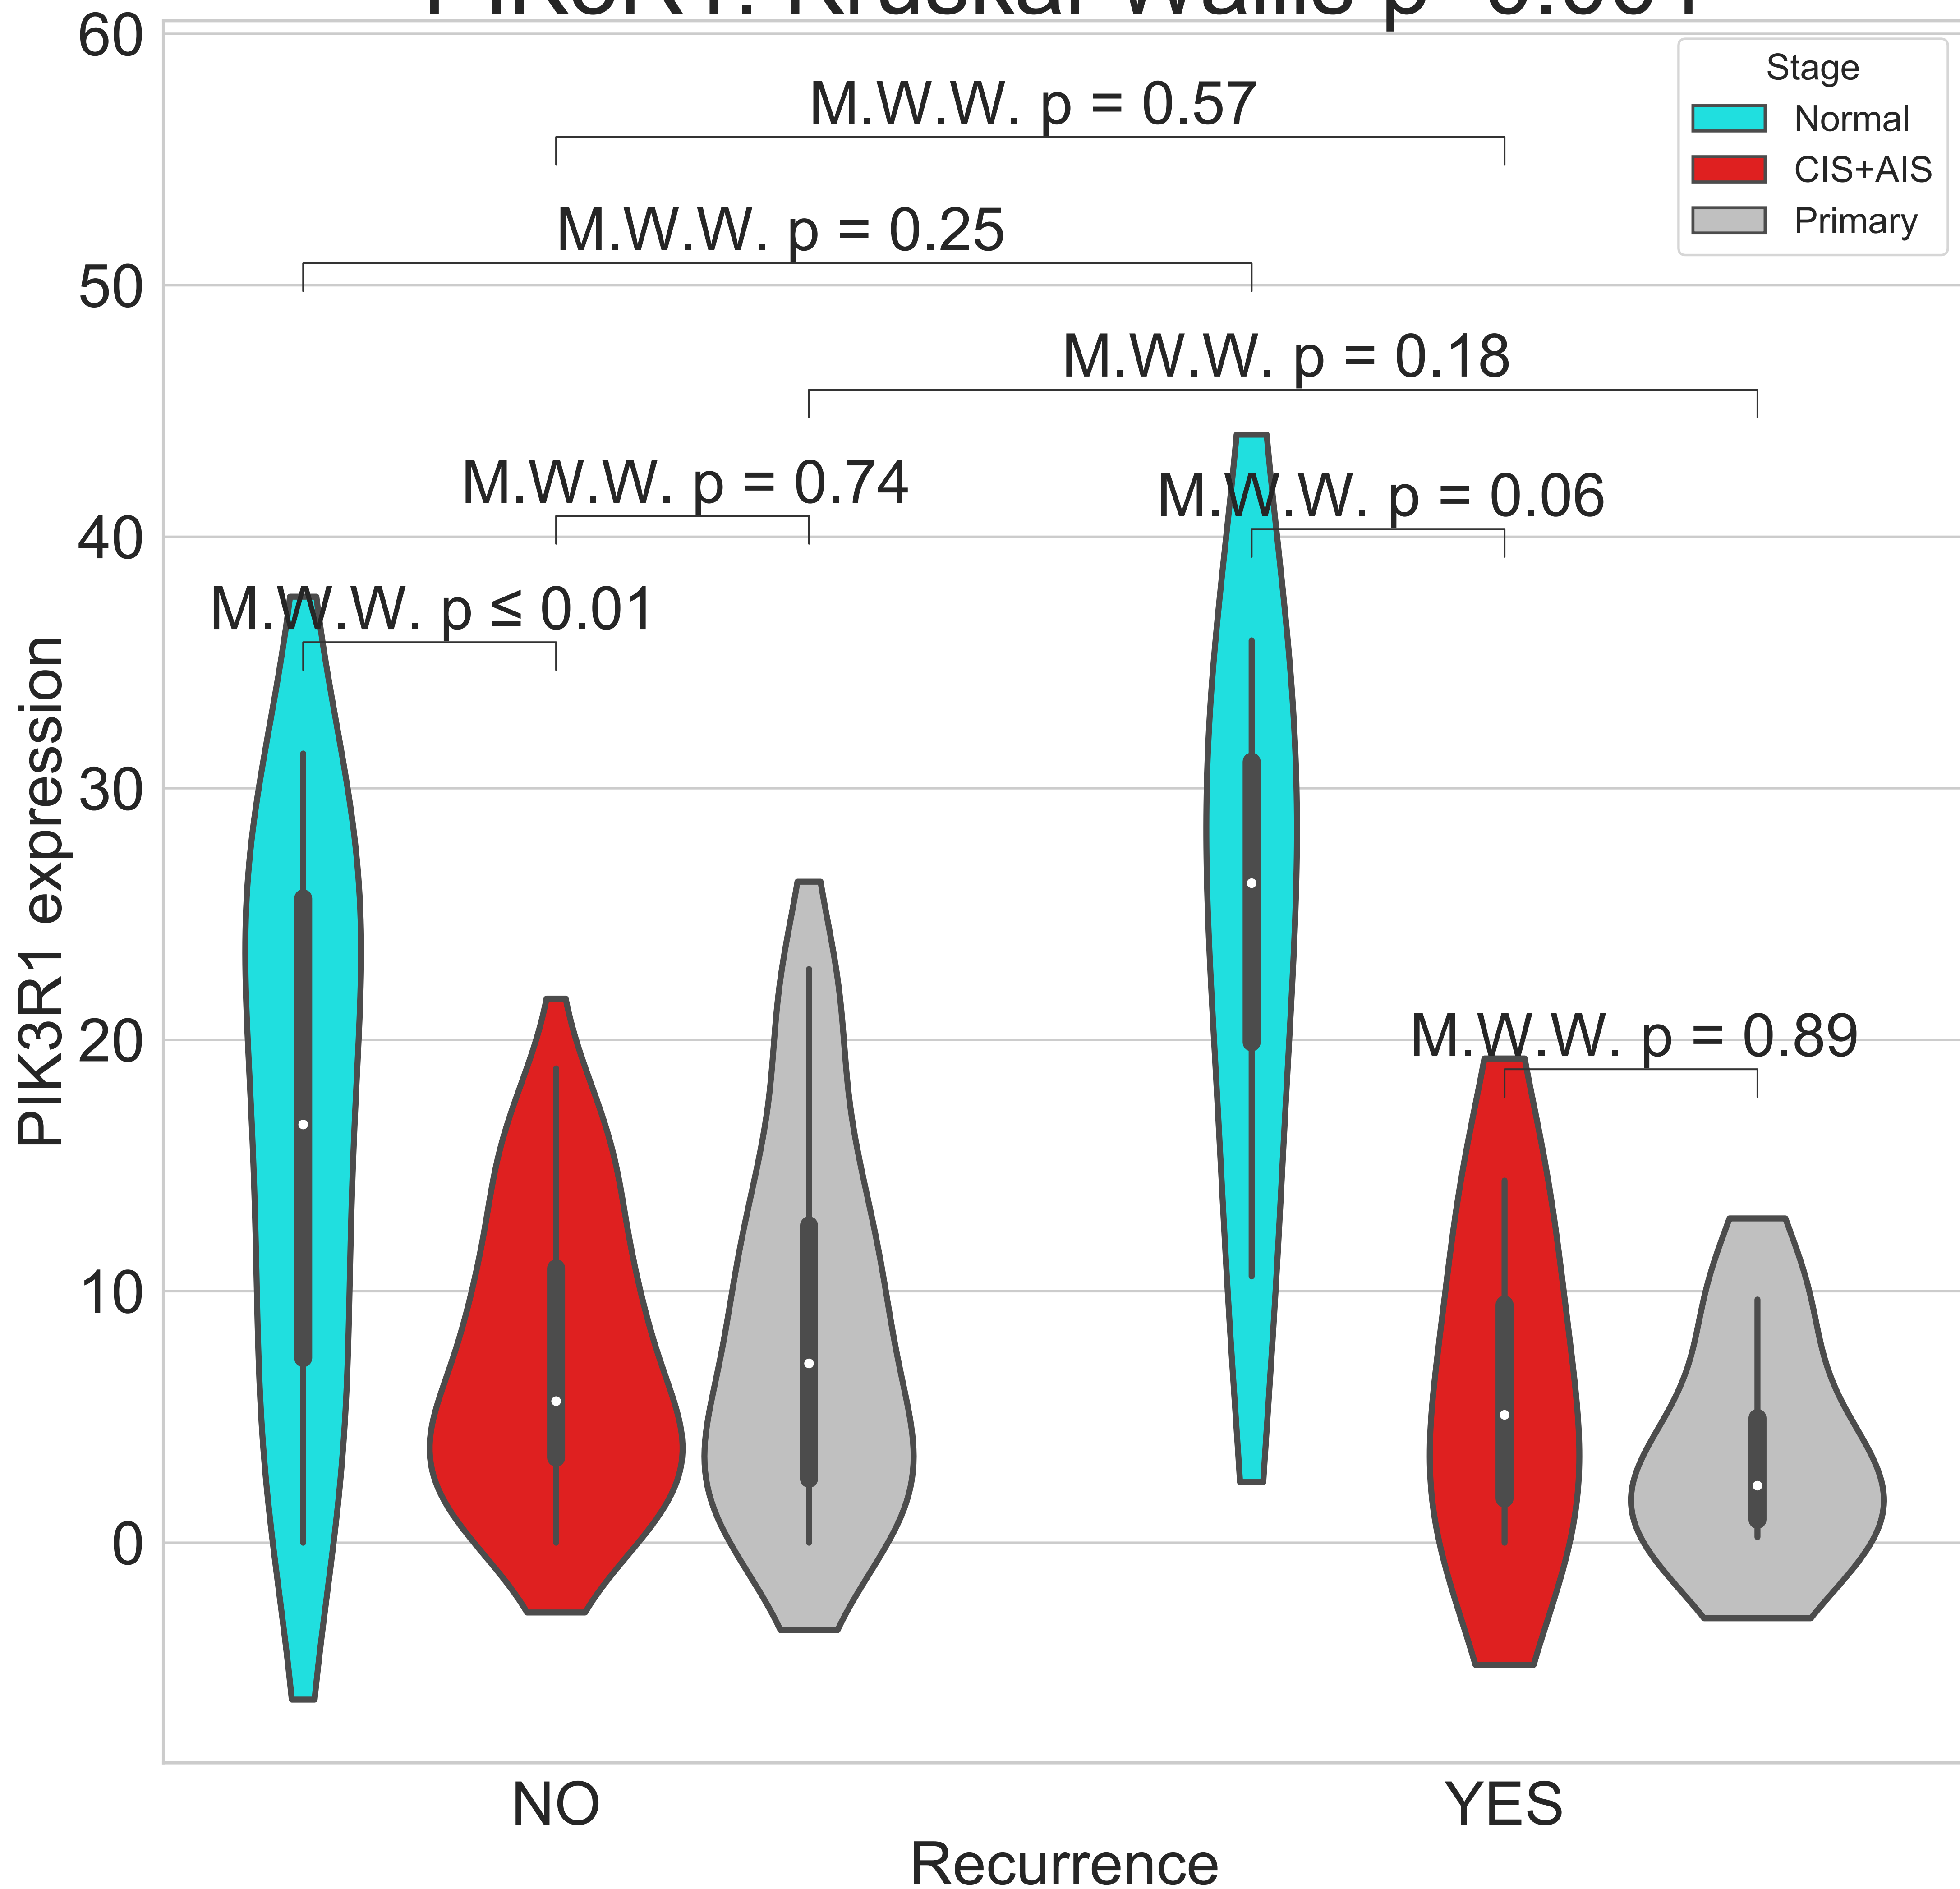 60
Stage
Normal
CIS+AIS
Primary
M.W.W. p = 0.57
M.W.W. p = 0.25
50
M.W.W. p = 0.18
M.W.W. p = 0.74
M.W.W. p = 0.06
40
M.W.W. p ≤ 0.01
30
PIK3R1 expression
20
M.W.W. p = 0.89
10
0
NO
YES
Recurrence